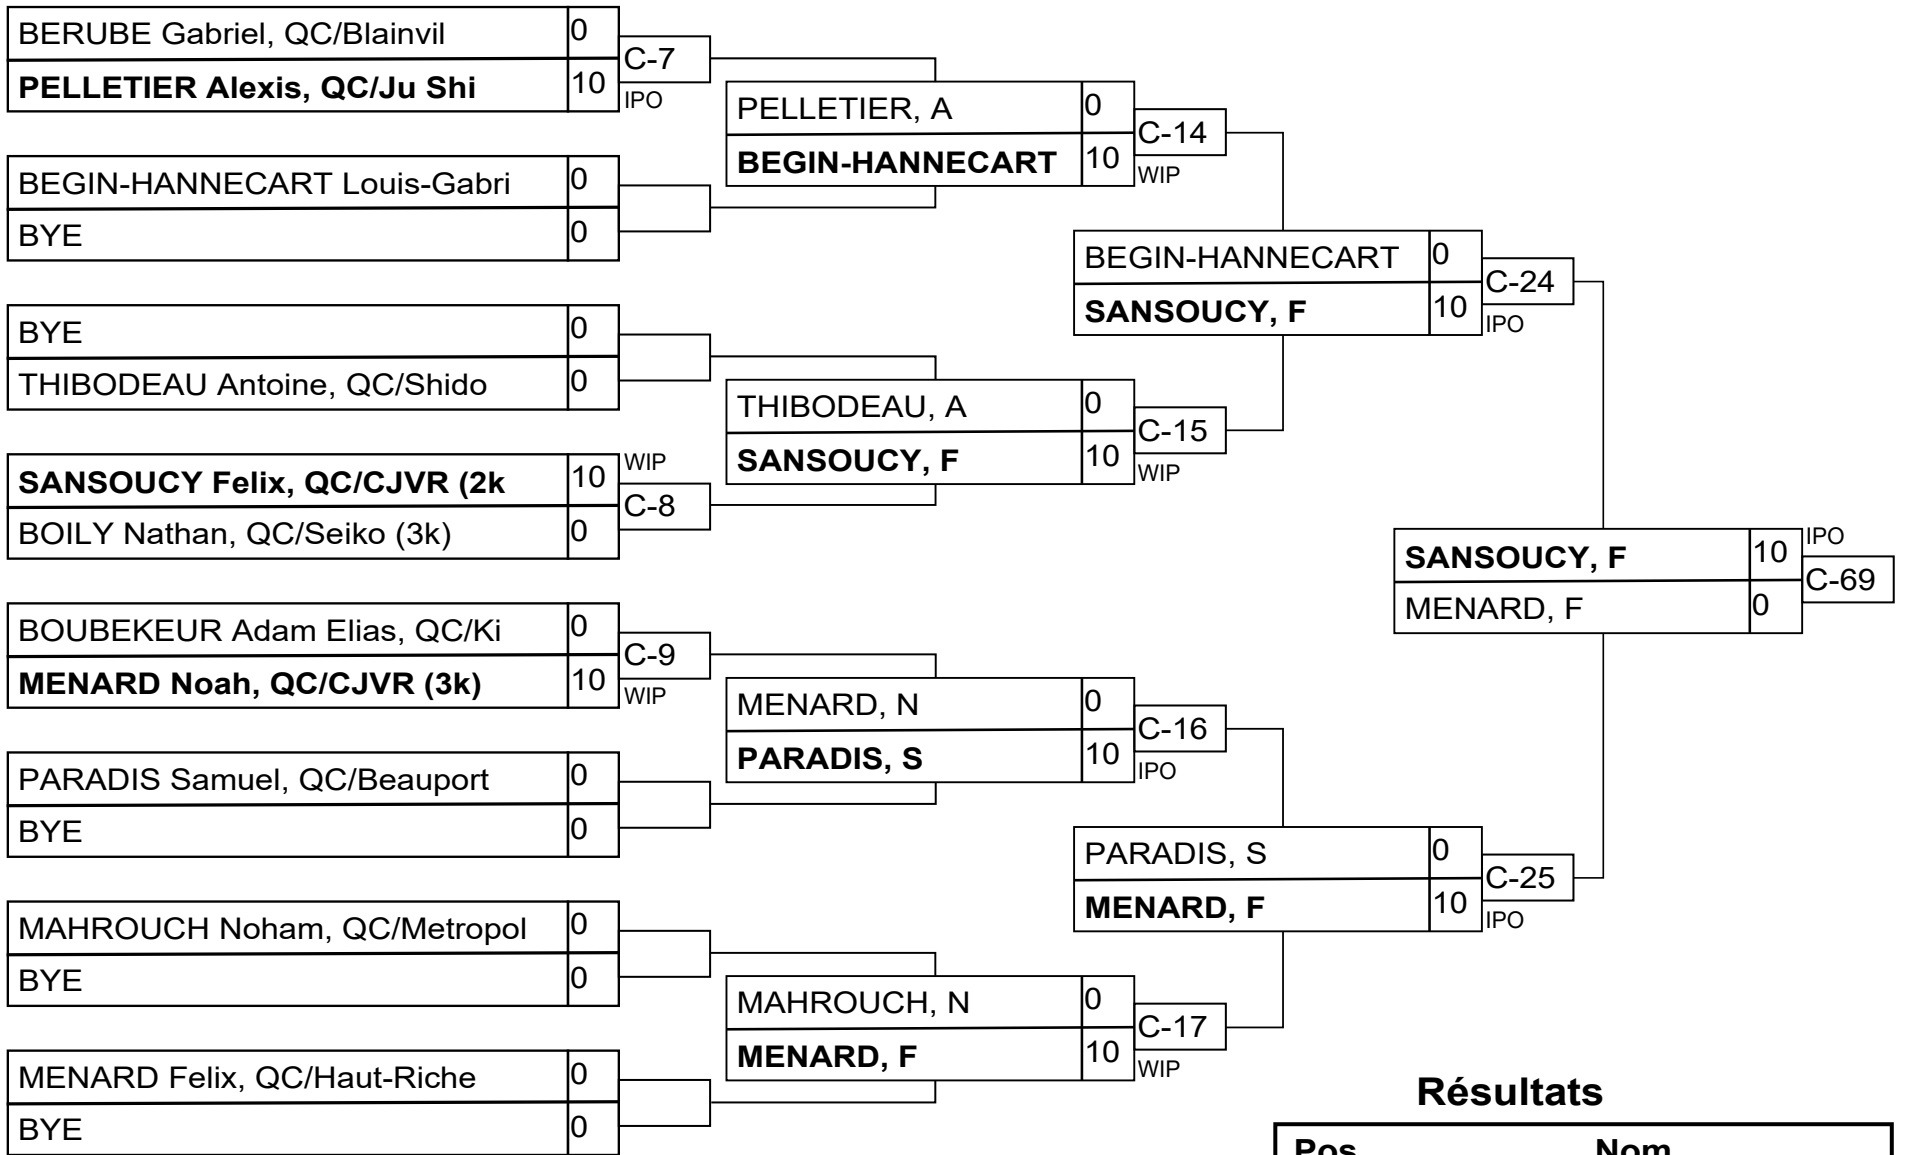 BERUBE Gabriel, QC/Blainvil 0
PELLETIER Alexis, QC/Ju Shi 10
C-7
IPO
BEGIN-HANNECART Louis-Gabri 0
BYE 0
BYE 0
THIBODEAU Antoine, QC/Shido 0
SANSOUCY Felix, QC/CJVR (2k 10
BOILY Nathan, QC/Seiko (3k) 0
WIP
C-8
BOUBEKEUR Adam Elias, QC/Ki 0
MENARD Noah, QC/CJVR (3k) 10
C-9
WIP
PARADIS Samuel, QC/Beauport 0
BYE 0
MAHROUCH Noham, QC/Metropol 0
BYE 0
MENARD Felix, QC/Haut-Riche 0
BYE 0
PELLETIER, A 0
BEGIN-HANNECART 10
C-14
WIP
THIBODEAU, A 0
SANSOUCY, F 10
C-15
WIP
MENARD, N 0
PARADIS, S 10
C-16
IPO
MAHROUCH, N 0
MENARD, F 10
C-17
WIP
BEGIN-HANNECART 0
SANSOUCY, F 10
C-24
IPO
PARADIS, S 0
MENARD, F 10
C-25
IPO
SANSOUCY, F 10
MENARD, F 0
IPO
C-69
Résultats
Pos Nom